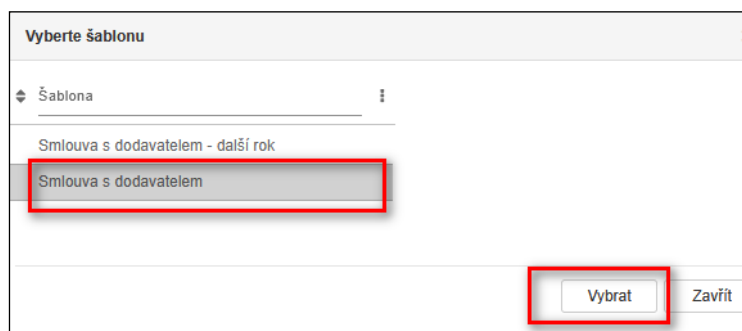 Vyberte šablonu
Šablona
Smlouva s dodavatelem - další rok
Smlouva s dodavatelem
Vybrat Zavřít